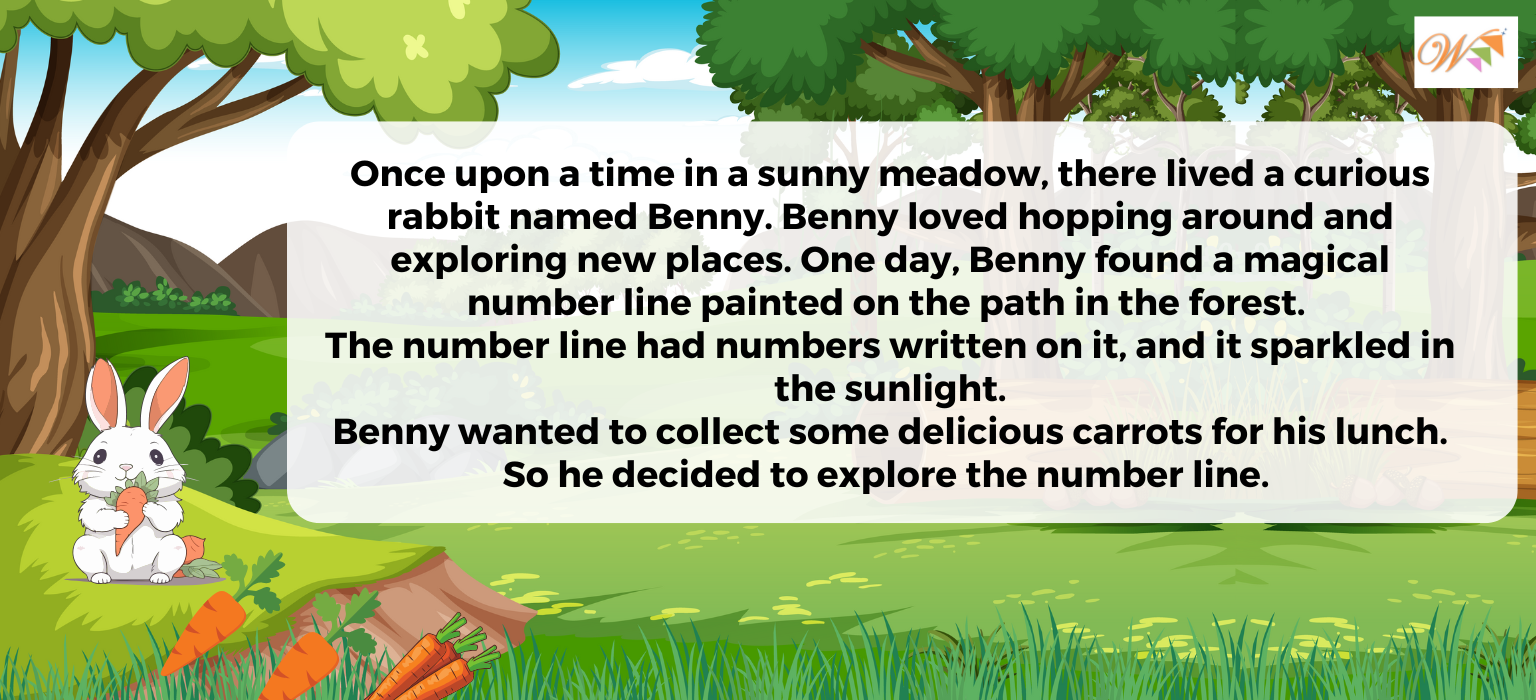 W
Once upon a time in a sunny meadow, there lived a curious
rabbit named Benny. Benny loved hopping around and
exploring new places. One day, Benny found a magical
number line painted on the path in the forest.
The number line had numbers written on it, and it sparkled in
the sunlight.
Benny wanted to collect some delicious carrots for his lunch.
So he decided to explore the number line.